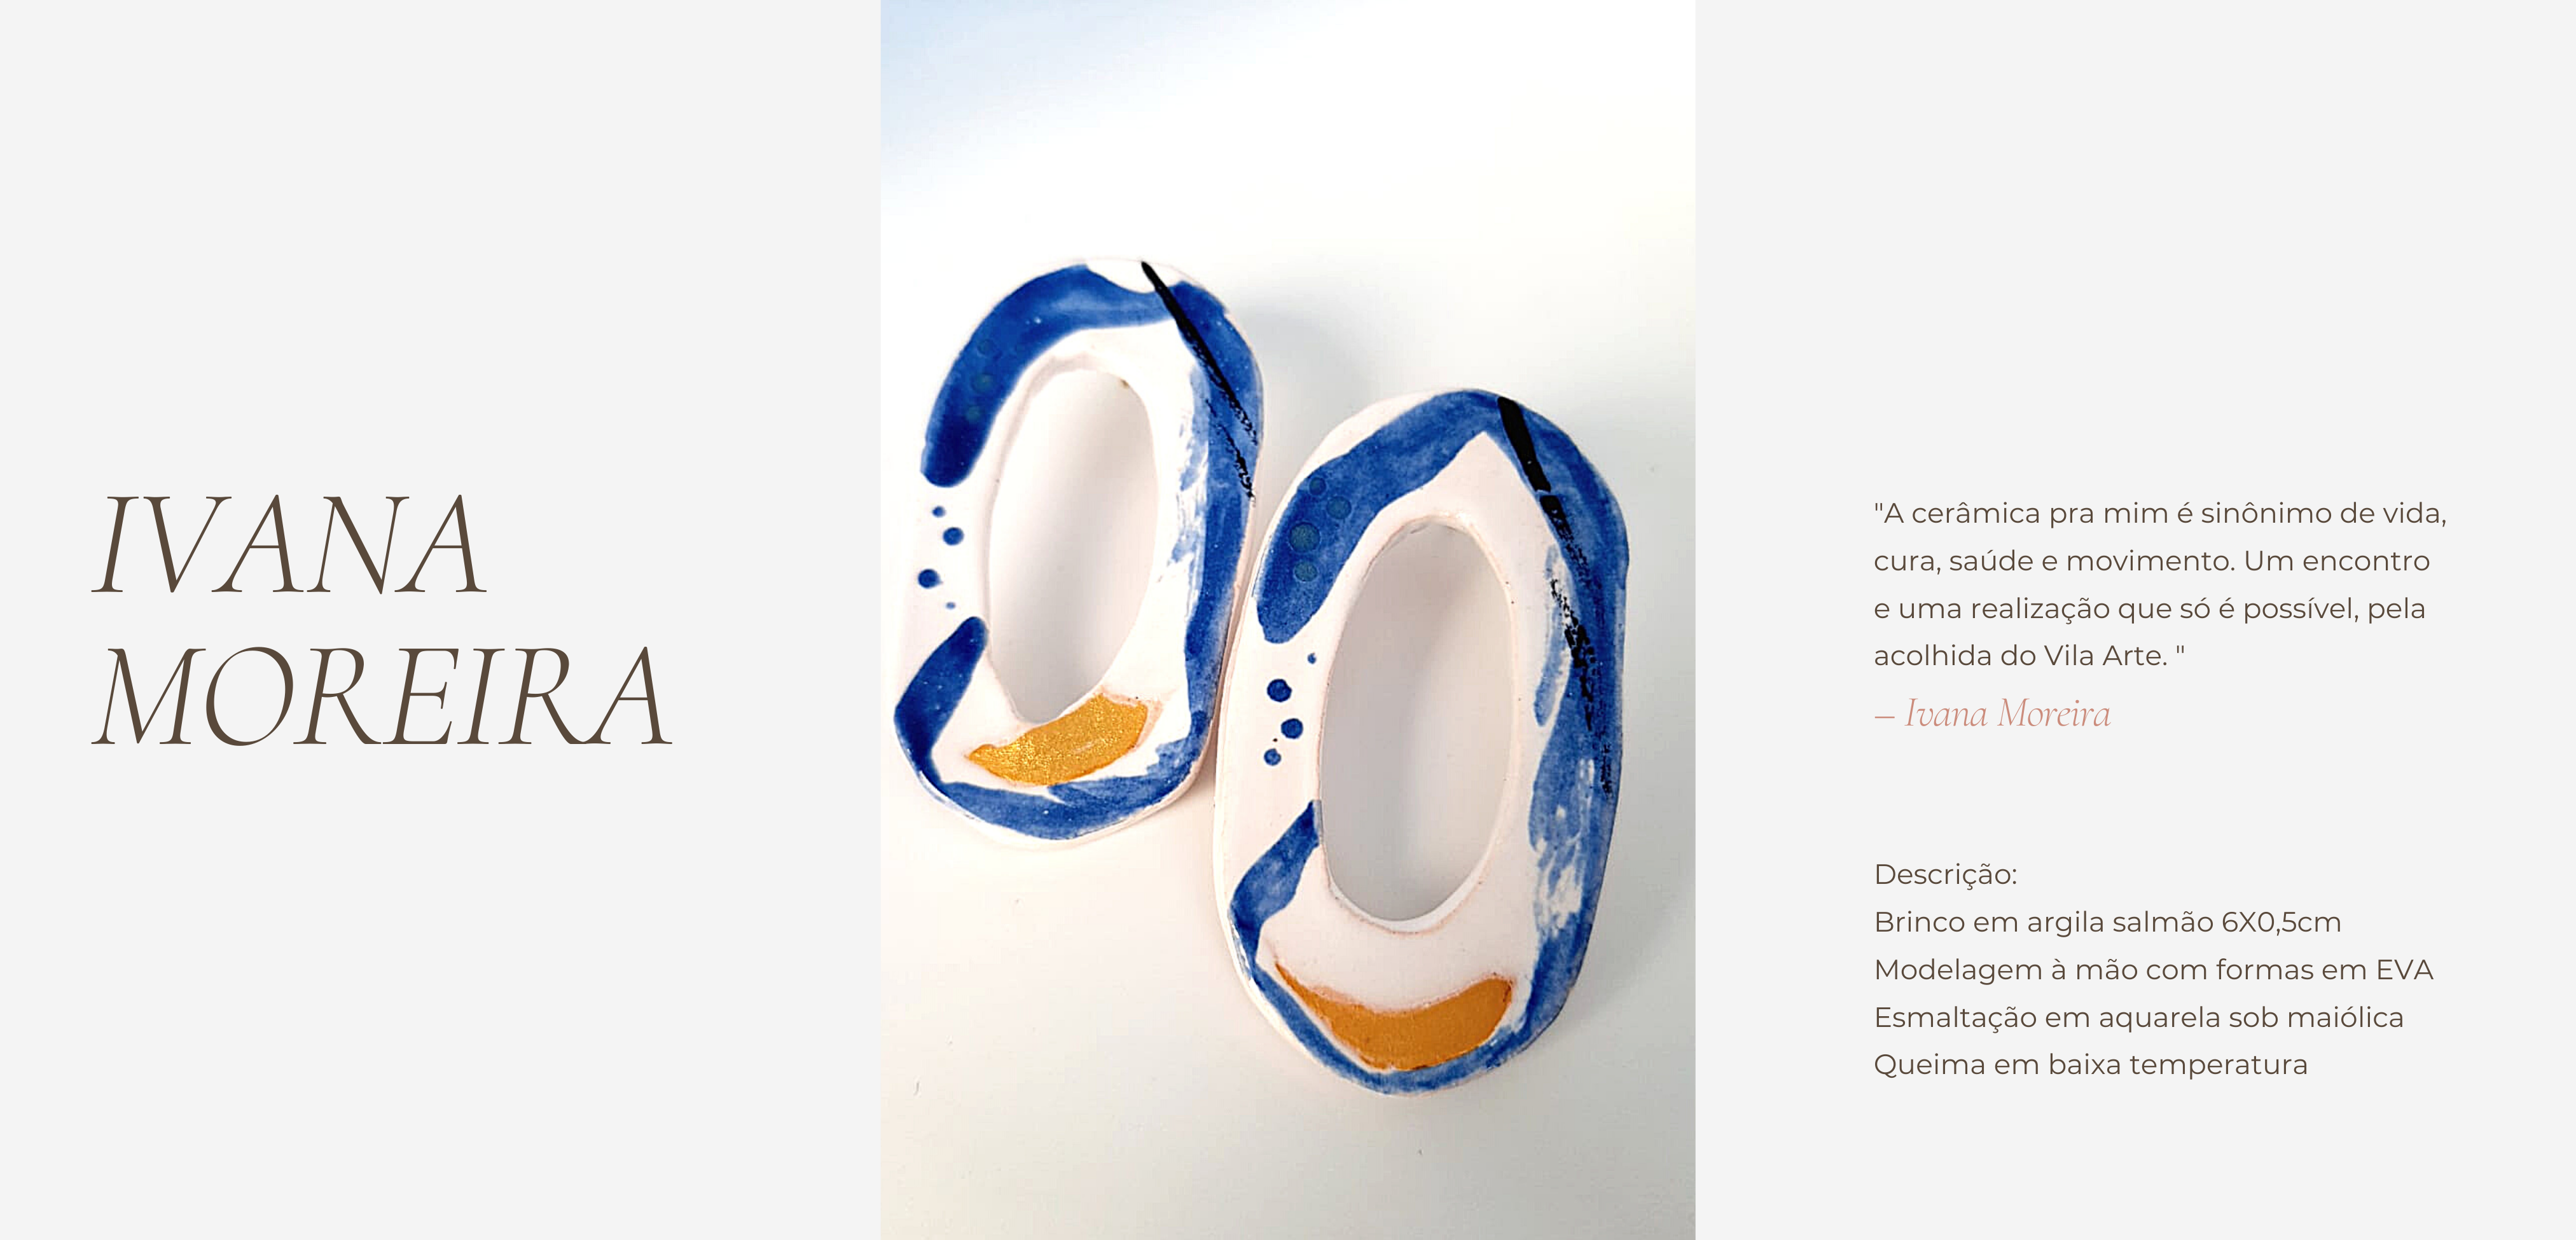 IVANA
MOREIRA
"A cerâmica pra mim é sinônimo de vida,
cura, saúde e movimento. Um encontro
e uma realização que só é possível, pela
acolhida do Vila Arte. "
– Ivana Moreira
Descrição:
Brinco em argila salmão 6X0,5cm
Modelagem à mão com formas em EVA
Esmaltação em aquarela sob maiólica
Queima em baixa temperatura